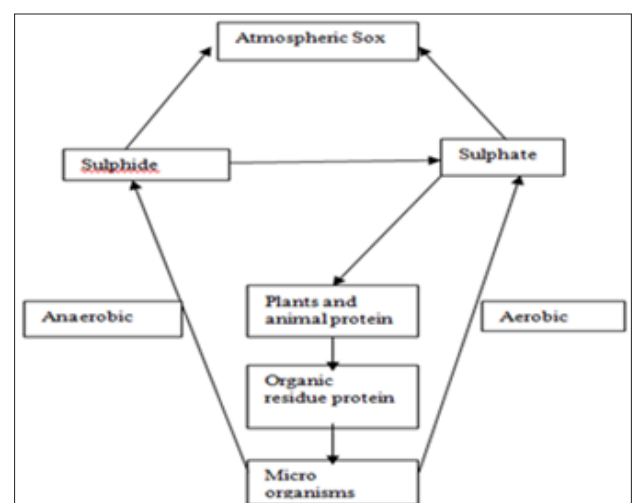 Atmospheric Sox
Sulphide
Sulphate
Plants and
animal protein
Anaerobic
Aerobic
Organic
residue protein
Micro
organisms